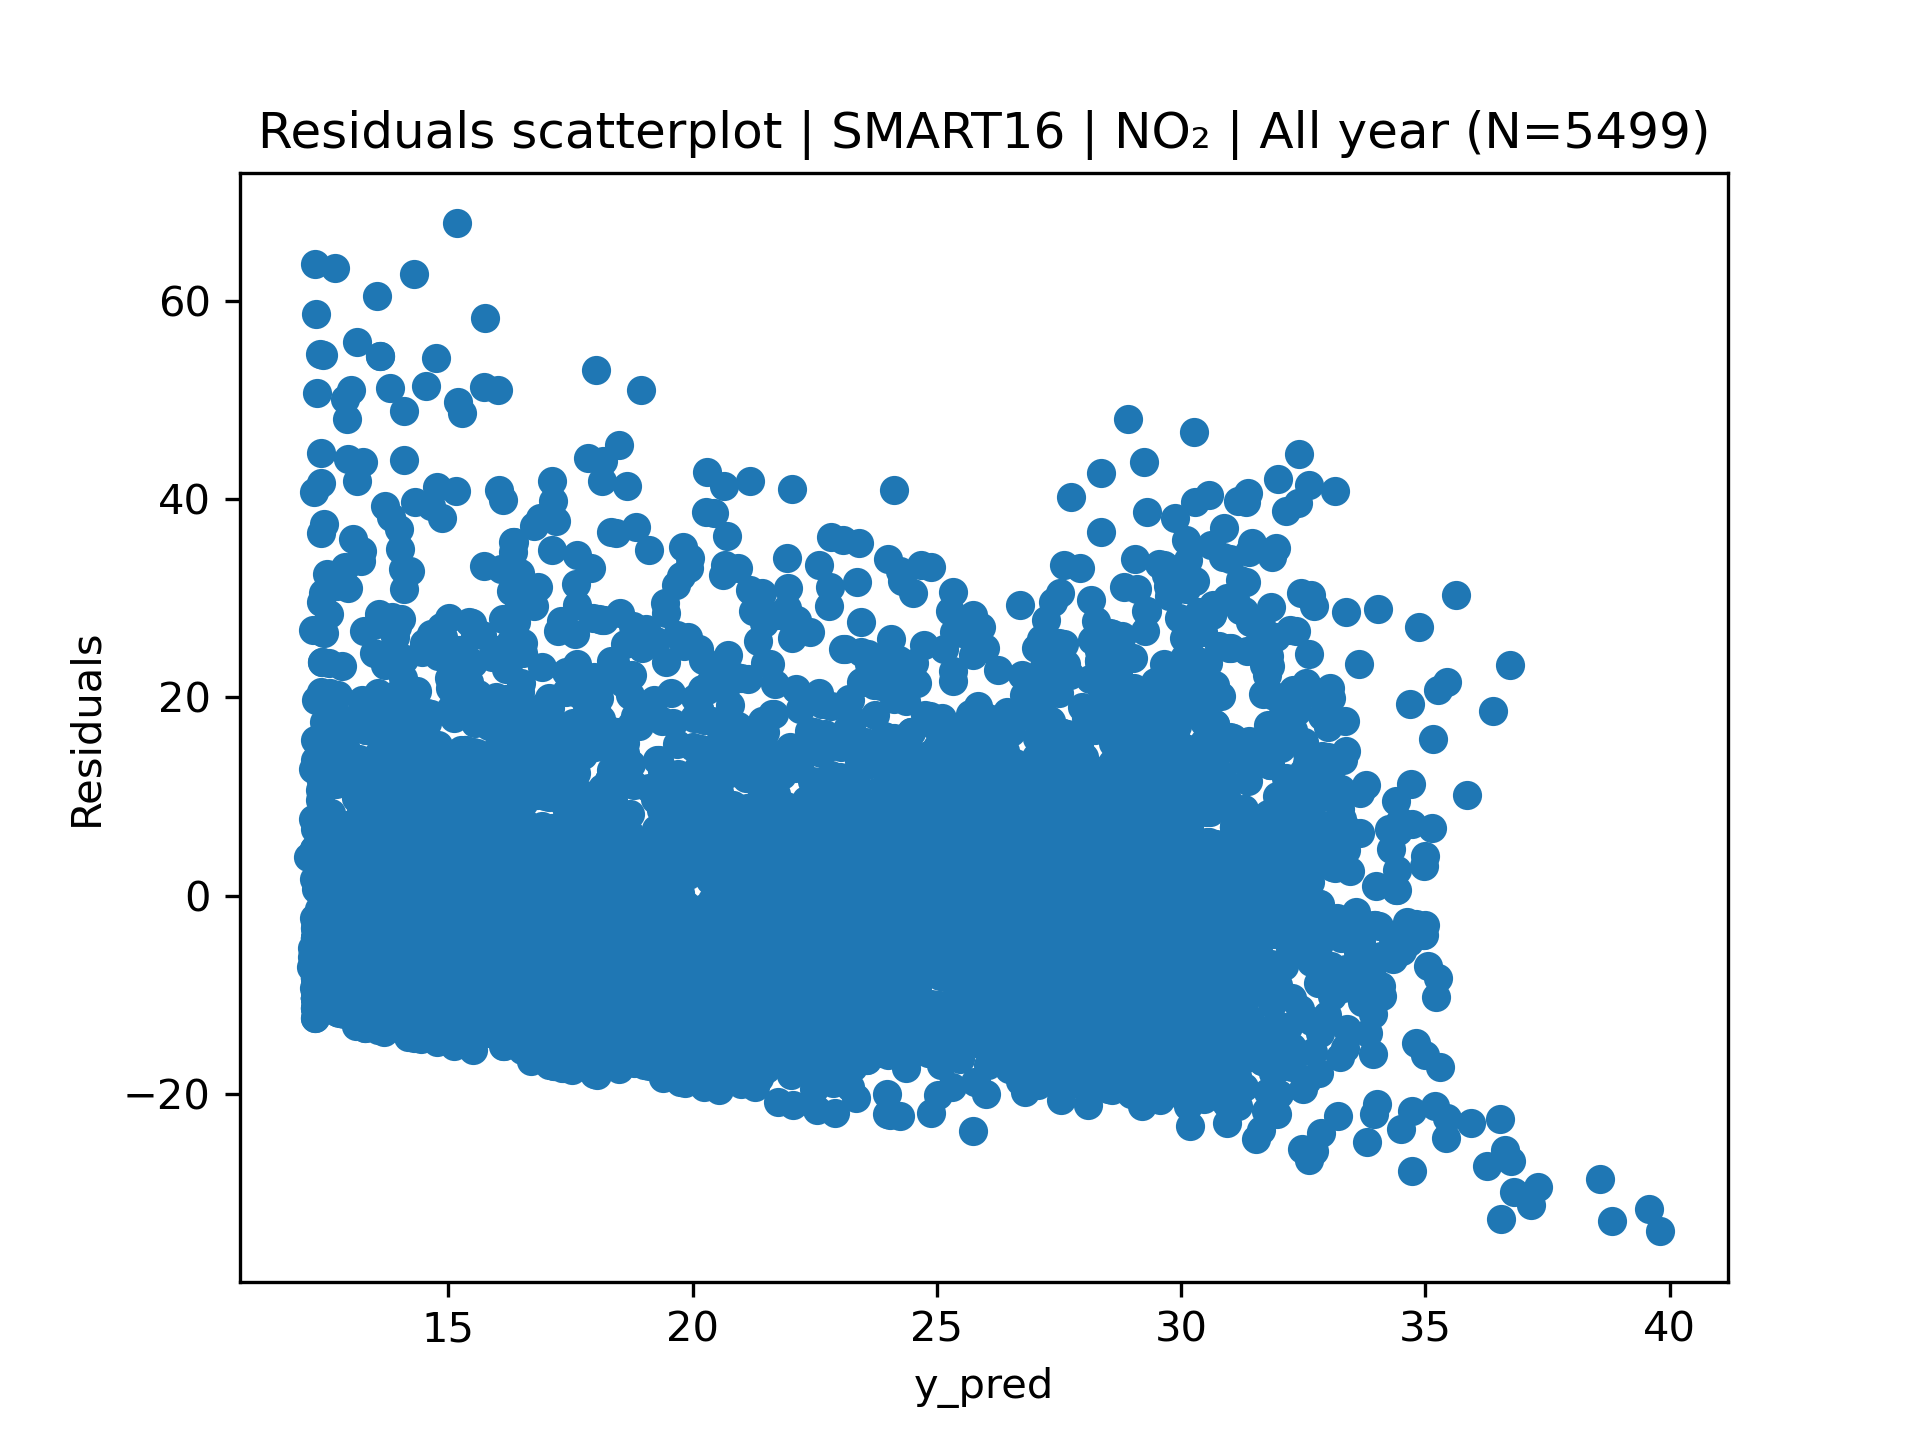 Residuals scatterplot | SMART16 | NO₂ | All year (N=5499)
60
40
20
0
−20
Residuals
15 20 25 30 35 40
y_pred